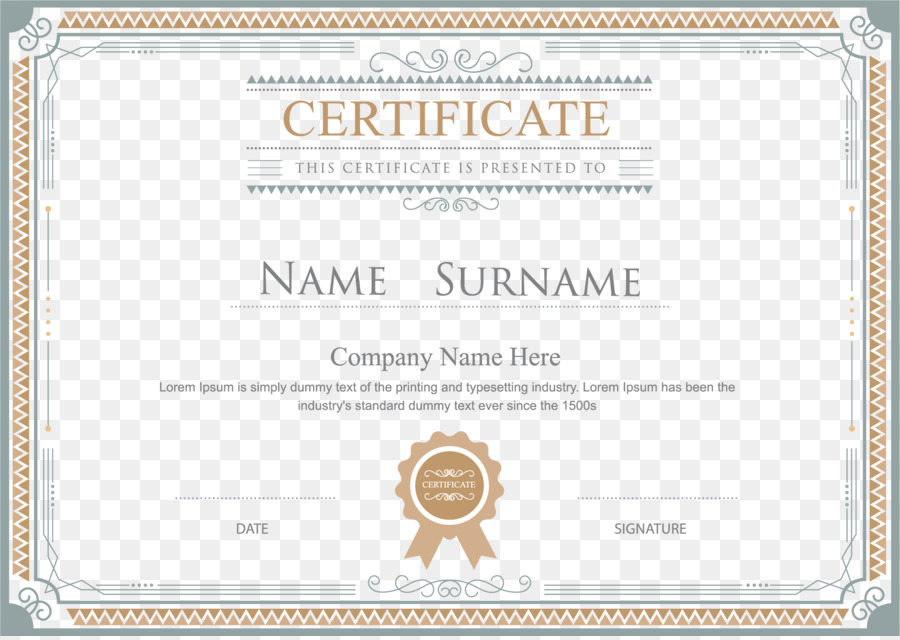 CERTIFICATE
THIS CERTIFICATE IS PRESENTED TO
NAME SURNAME
Company Name Here
Lorem Ipsum is simply dummy text of the printing and typesetting industry. Lorem Ipsum has been the
industry's standard dummy text ever since the 1500s
CERTIFICATE
DATE SIGNATURE